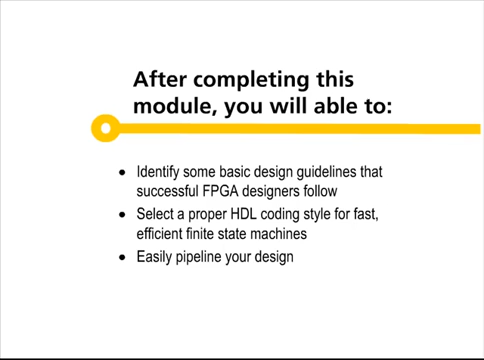 After completing this
module, you will able to:
• Identify some basic design guidelines that
successful FPGA designers follow
• Select a proper HDL coding style for fast,
efficient finite state machines
• Easily pipeline your design